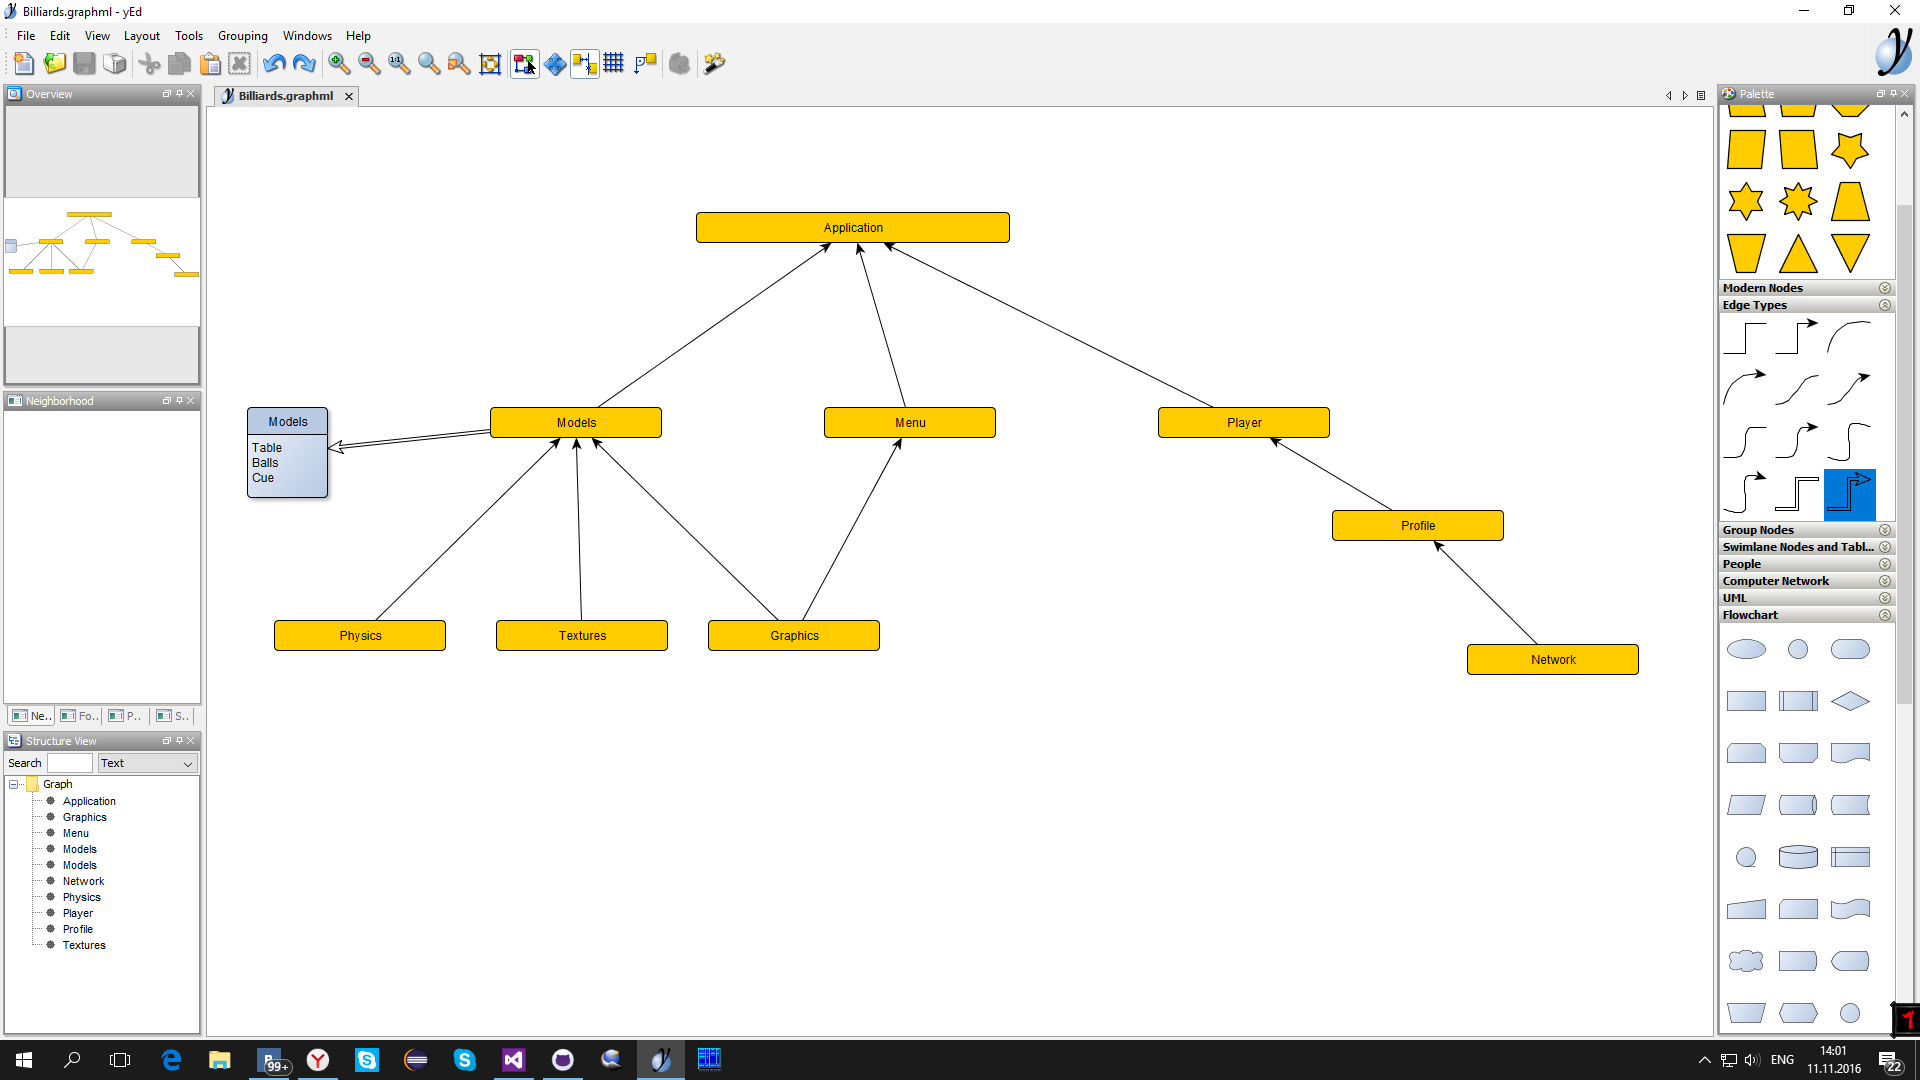 Billiards.graphml - yEd
File Edit View Layout Tools Grouping Windows Help
Overview
Billiards.graphml
Palette
Application
Models
Table
Balls
Cue
Models
Menu
Player
Profile
Physics
Textures
Graphics
Network
Neighborhood
Ne..
Fo..
P..
S..
Structure View
Search
Text
Graph
Application
Graphics
Menu
Models
Models
Network
Physics
Player
Profile
Textures
Modern Nodes
Edge Types
Group Nodes
Swimlane Nodes and Tabl...
People
Computer Network
UML
Flowchart
99+
ENG
14:01
11.11.2016
22